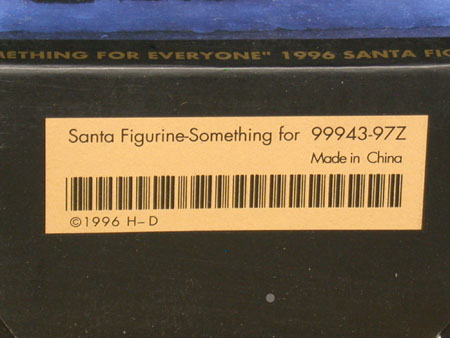 ETHING FOR EVERYONE" 1996 SANTA FIG
Santa Figurine-Something for 99943-97Z
Made in China
©1996 H-D